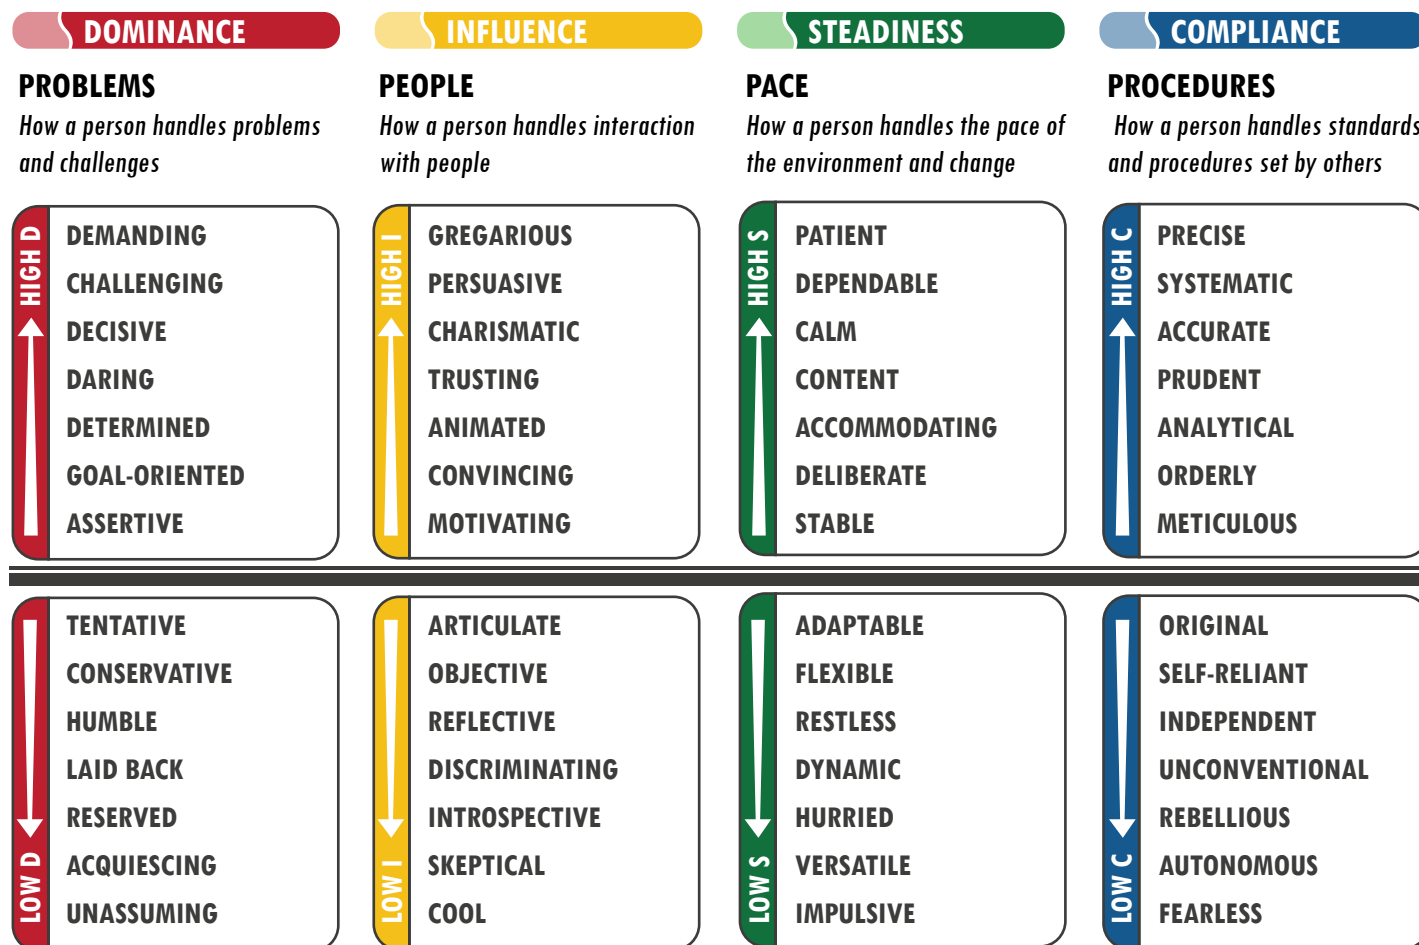 DOMINANCE
PROBLEMS
How a person handles problems
and challenges
HIGH D
DEMANDING
CHALLENGING
DECISIVE
DARING
DETERMINED
GOAL-ORIENTED
ASSERTIVE
TENTATIVE
CONSERVATIVE
HUMBLE
LAID BACK
RESERVED
ACQUIESCING
UNASSUMING
LOW D
INFLUENCE
PEOPLE
How a person handles interaction
with people
HIGH I
GREGARIOUS
PERSUASIVE
CHARISMATIC
TRUSTING
ANIMATED
CONVINCING
MOTIVATING
ARTICULATE
OBJECTIVE
REFLECTIVE
DISCRIMINATING
INTROSPECTIVE
SKEPTICAL
COOL
LOW I
STEADINESS
PACE
How a person handles the pace of
the environment and change
HIGH S
PATIENT
DEPENDABLE
CALM
CONTENT
ACCOMMODATING
DELIBERATE
STABLE
ADAPTABLE
FLEXIBLE
RESTLESS
DYNAMIC
HURRIED
VERSATILE
IMPULSIVE
LOW S
COMPLIANCE
PROCEDURES
How a person handles standards
and procedures set by others
HIGH C
PRECISE
SYSTEMATIC
ACCURATE
PRUDENT
ANALYTICAL
ORDERLY
METICULOUS
ORIGINAL
SELF-RELIANT
INDEPENDENT
UNCONVENTIONAL
REBELLIOUS
AUTONOMOUS
FEARLESS
LOW C